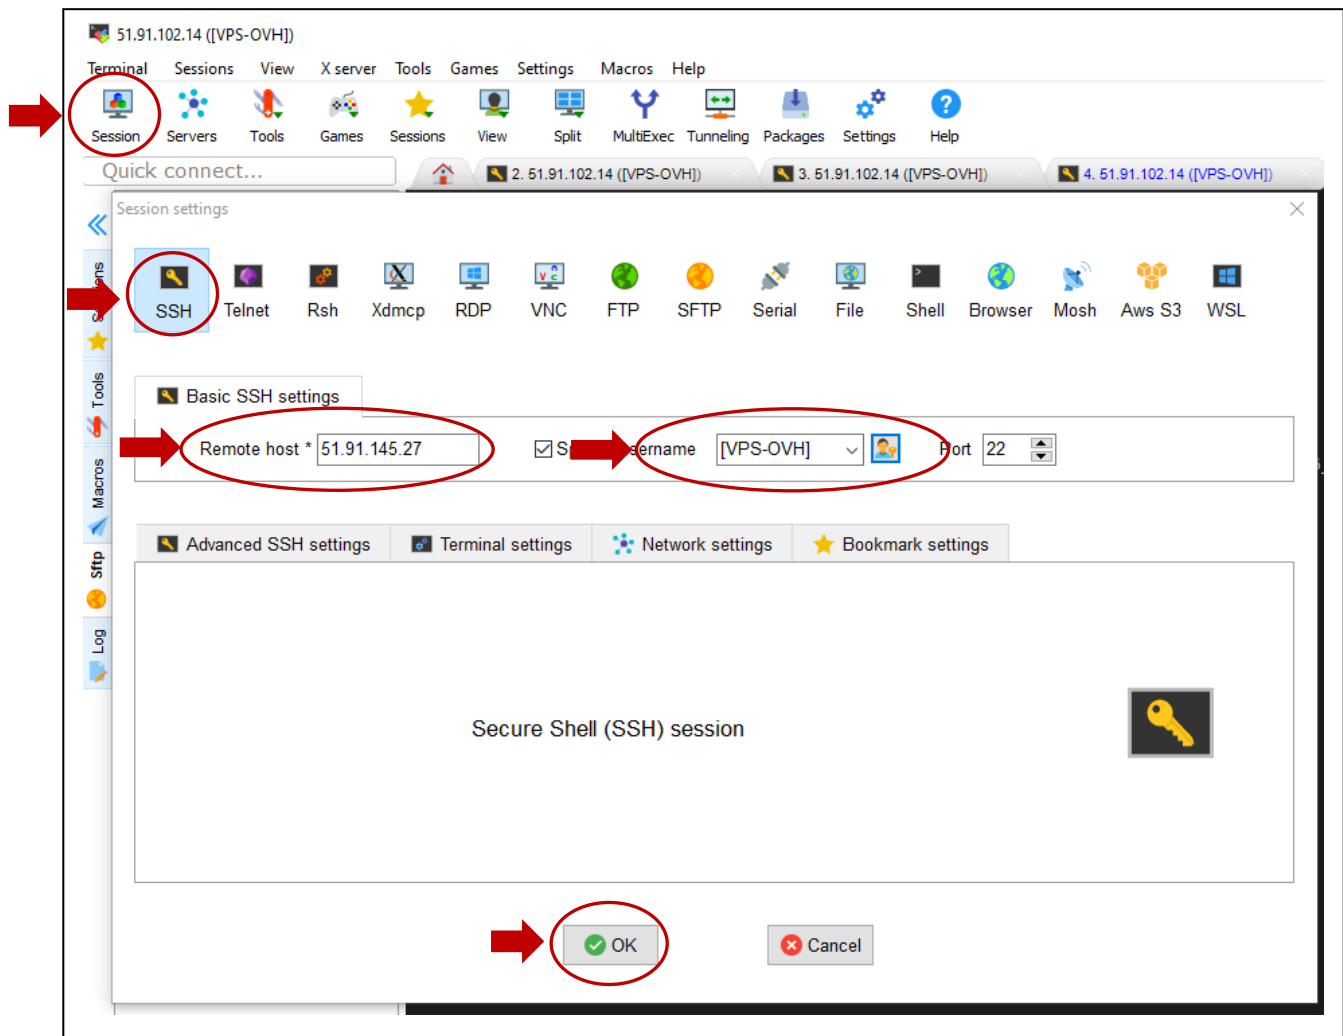 51.91.102.14 ([VPS-OVH])
Terminal Sessions View X server Tools Games Settings Macros Help
Session Servers Tools Games Sessions View Split MultiExec Tunneling Packages Settings Help
Quick connect... 2. 51.91.102.14 ([VPS-OVH]) 3. 51.91.102.14 ([VPS-OVH]) 4. 51.91.102.14 ([VPS-OVH])
Session settings
SSH Telnet Rsh Xdmcp RDP VNC FTP SFTP Serial File Shell Browser Mosh Aws S3 WSL
Tools
Macros
Sftp
Log
Basic SSH settings
Remote host * 51.91.145.27 [VPS-OVH] Port 22
Advanced SSH settings Terminal settings Network settings Bookmark settings
Secure Shell (SSH) session
OK Cancel